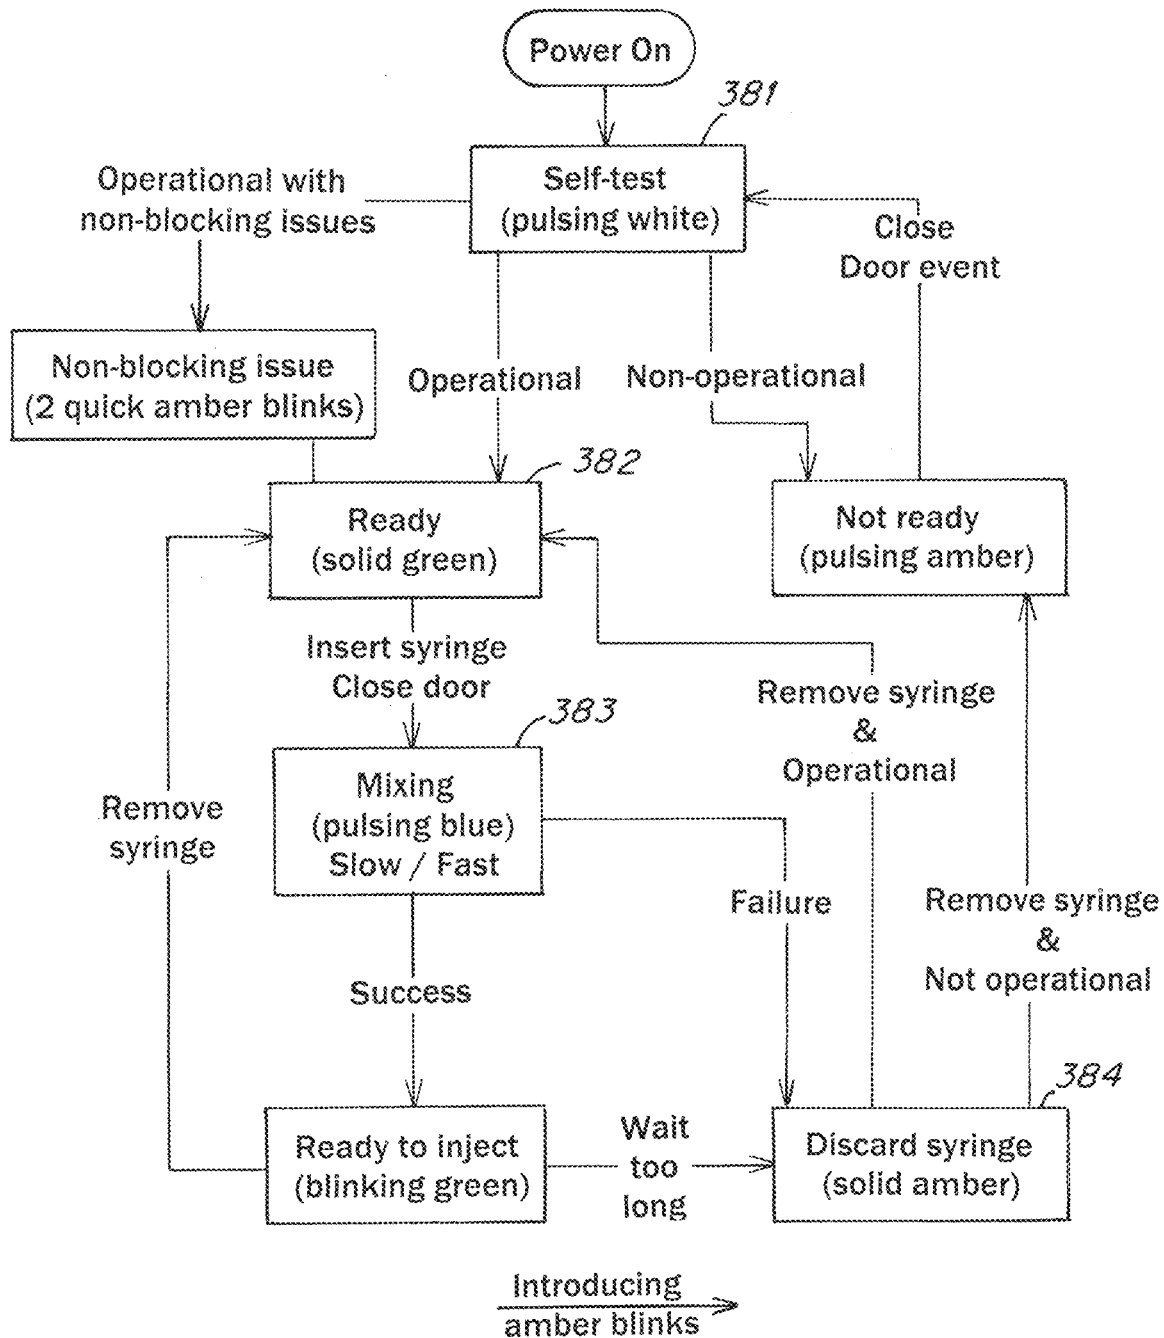 Power On
381
Self-test
(pulsing white)
Operational with
non-blocking issues
Close
Door event
Non-blocking issue
(2 quick amber blinks)
Operational
Non-operational
382
Ready
(solid green)
Not ready
(pulsing amber)
Insert syringe
Close door
Remove syringe
&
Operational
383
Mixing
(pulsing blue)
Slow / Fast
Remove
syringe
Failure
Remove syringe
&
Not operational
Success
384
Ready to inject
(blinking green)
Wait
too
long
Discard syringe
(solid amber)
Introducing
amber blinks